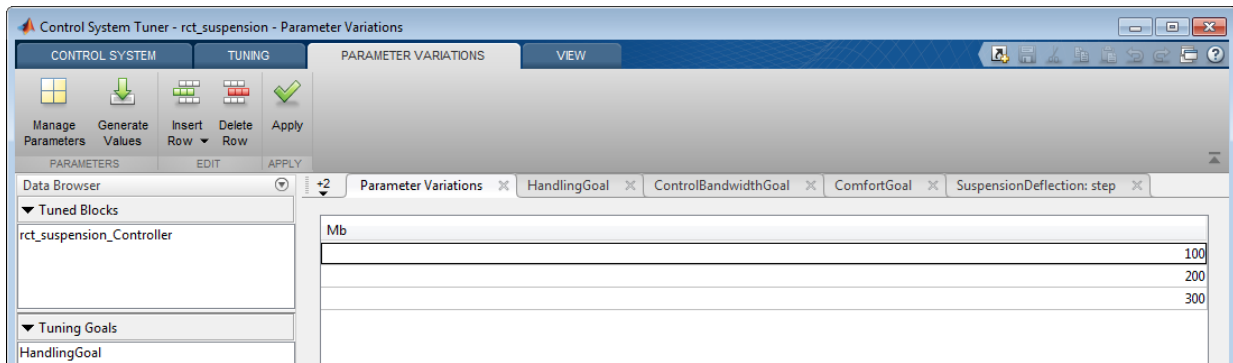 Control System Tuner - rct_suspension - Parameter Variations
CONTROL SYSTEM TUNING PARAMETER VARIATIONS VIEW
Manage Parameters
Generate Values
Insert Row
Delete Row
Apply
PARAMETERS EDIT APPLY
Data Browser
+2 Parameter Variations HandlingGoal ControlBandwidthGoal ComfortGoal SuspensionDeflection: step
Tuned Blocks
rct_suspension_Controller
Mb
100
200
300
Tuning Goals
HandlingGoal